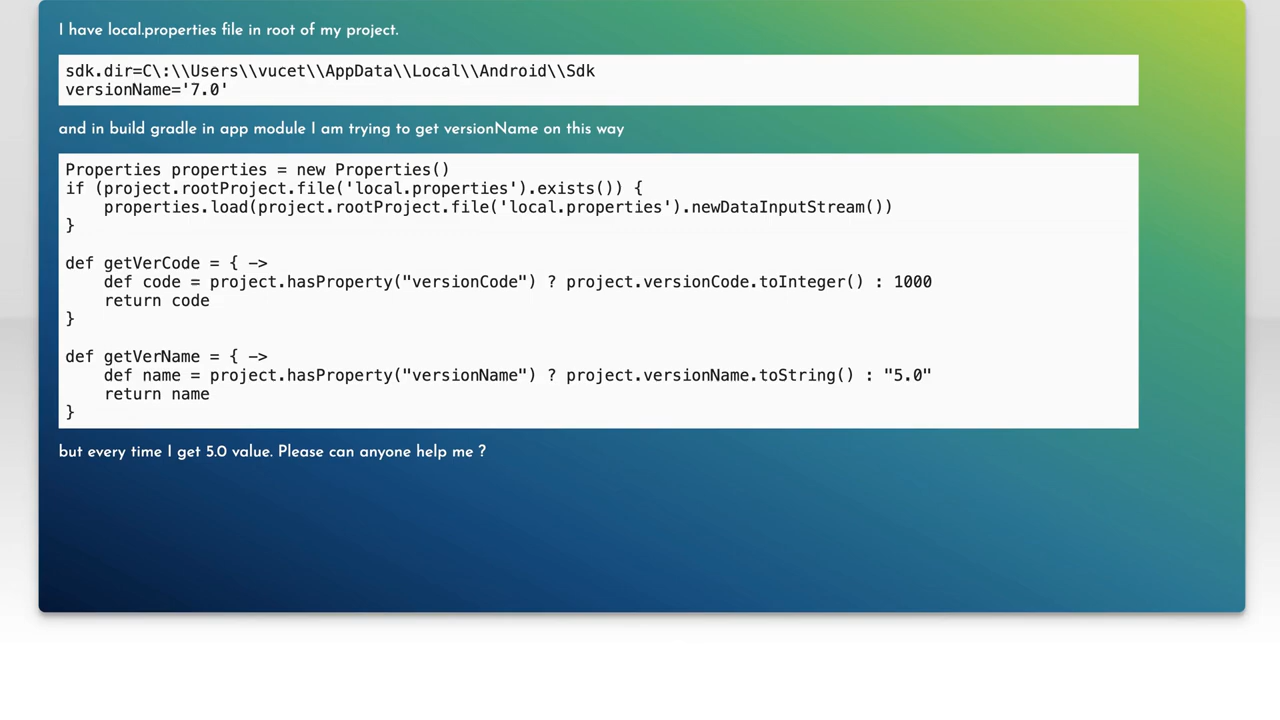 I have local.properties file in root of my project.
sdk.dir=C\:\\Users\\vucet\\AppData\\Local\\Android\\Sdk
versionName='7.0'
and in build gradle in app module I am trying to get versionName on this way
Properties properties = new Properties()
if (project.rootProject.file('local.properties').exists()) {
    properties.load(project.rootProject.file('local.properties').newDataInputStream())
}
def getVerCode = { ->
    def code = project.hasProperty("versionCode") ? project.versionCode.toInteger() : 1000
    return code
}
def getVerName = { ->
    def name = project.hasProperty("versionName") ? project.versionName.toString() : "5.0"
    return name
}
but every time I get 5.0 value. Please can anyone help me ?